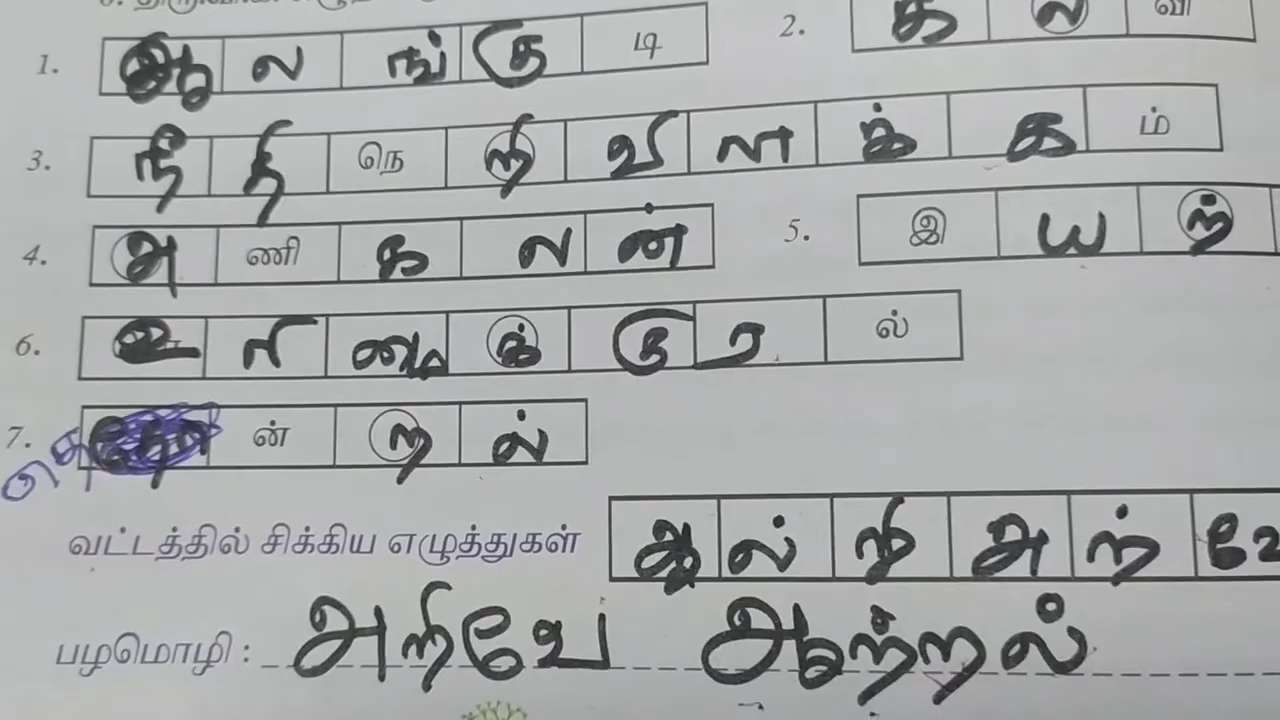 1. ஆ ல ங் கு டி 2. க ல் வி
3. நீ தி நெ றி வி ளா க் க ம்
4. அ ணி க ல ன் 5. இ ய ற்
6. உ ரி மை க் கு ர ல்
7. தெ ன் ற ல்
வட்டத்தில் சிக்கிய எழுத்துகள் ஆ ல் றி அ ற் வே
பழமொழி : அறிவே ஆற்றல்